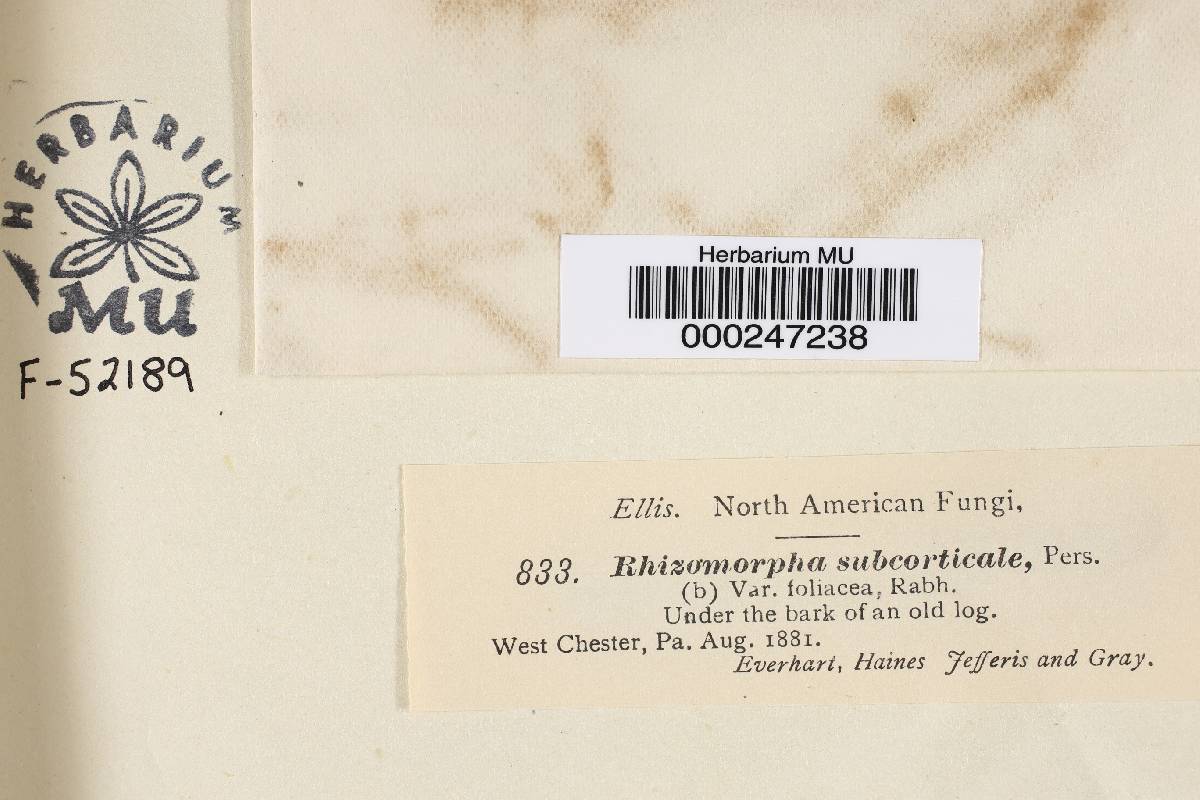 HERBARIUM
MU
F-52189
Herbarium MU
000247238
Ellis. North American Fungi,
833. Rhizomorpha subcorticale, Pers.
(b) Var. foliacea, Rabh.
Under the bark of an old log.
West Chester, Pa. Aug. 1881.
Everhart, Haines Jefferis and Gray.